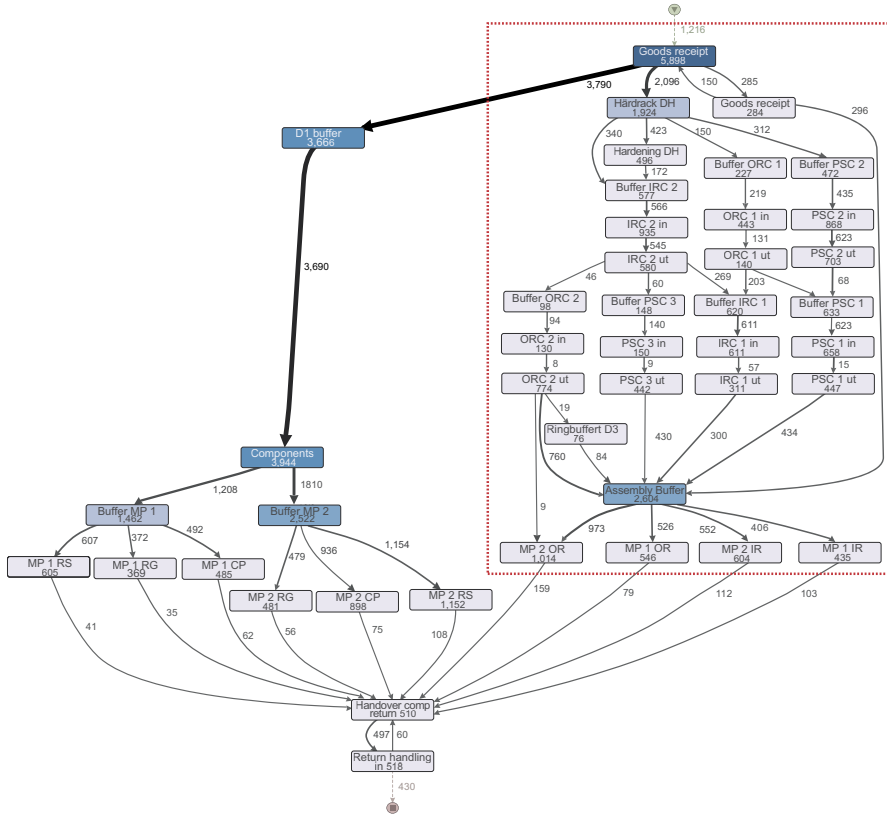 1,216
Goods receipt
5,898
3,790
2,096
150
285
Härdrack DH
1,924
Goods receipt
284
296
D1 buffer
3,666
340
423
150
312
Hardening DH
496
Buffer ORC 1
227
Buffer PSC 2
472
172
Buffer IRC 2
577
219
435
566
ORC 1 in
443
PSC 2 in
868
IRC 2 in
935
131
623
545
ORC 1 ut
140
PSC 2 ut
703
IRC 2 ut
580
3,690
46
60
269
203
68
Buffer ORC 2
98
Buffer PSC 3
148
Buffer IRC 1
620
Buffer PSC 1
633
94
140
611
623
ORC 2 in
130
PSC 3 in
150
IRC 1 in
611
PSC 1 in
658
8
9
57
15
ORC 2 ut
774
PSC 3 ut
442
IRC 1 ut
311
PSC 1 ut
447
19
Ringbuffert D3
76
430
300
434
760
84
Components
3,944
1,208
1810
Assembly Buffer
2,604
9
Buffer MP 1
1,462
Buffer MP 2
2,522
973
526
552
406
607
372
492
479
936
1,154
MP 2 OR
1,014
MP 1 OR
546
MP 2 IR
604
MP 1 IR
435
MP 1 RS
605
MP 1 RG
369
MP 1 CP
485
MP 2 RG
481
MP 2 CP
898
MP 2 RS
1,152
159
79
112
103
41
35
62
56
75
108
Handover comp
return 510
497
60
Return handling
in 518
430